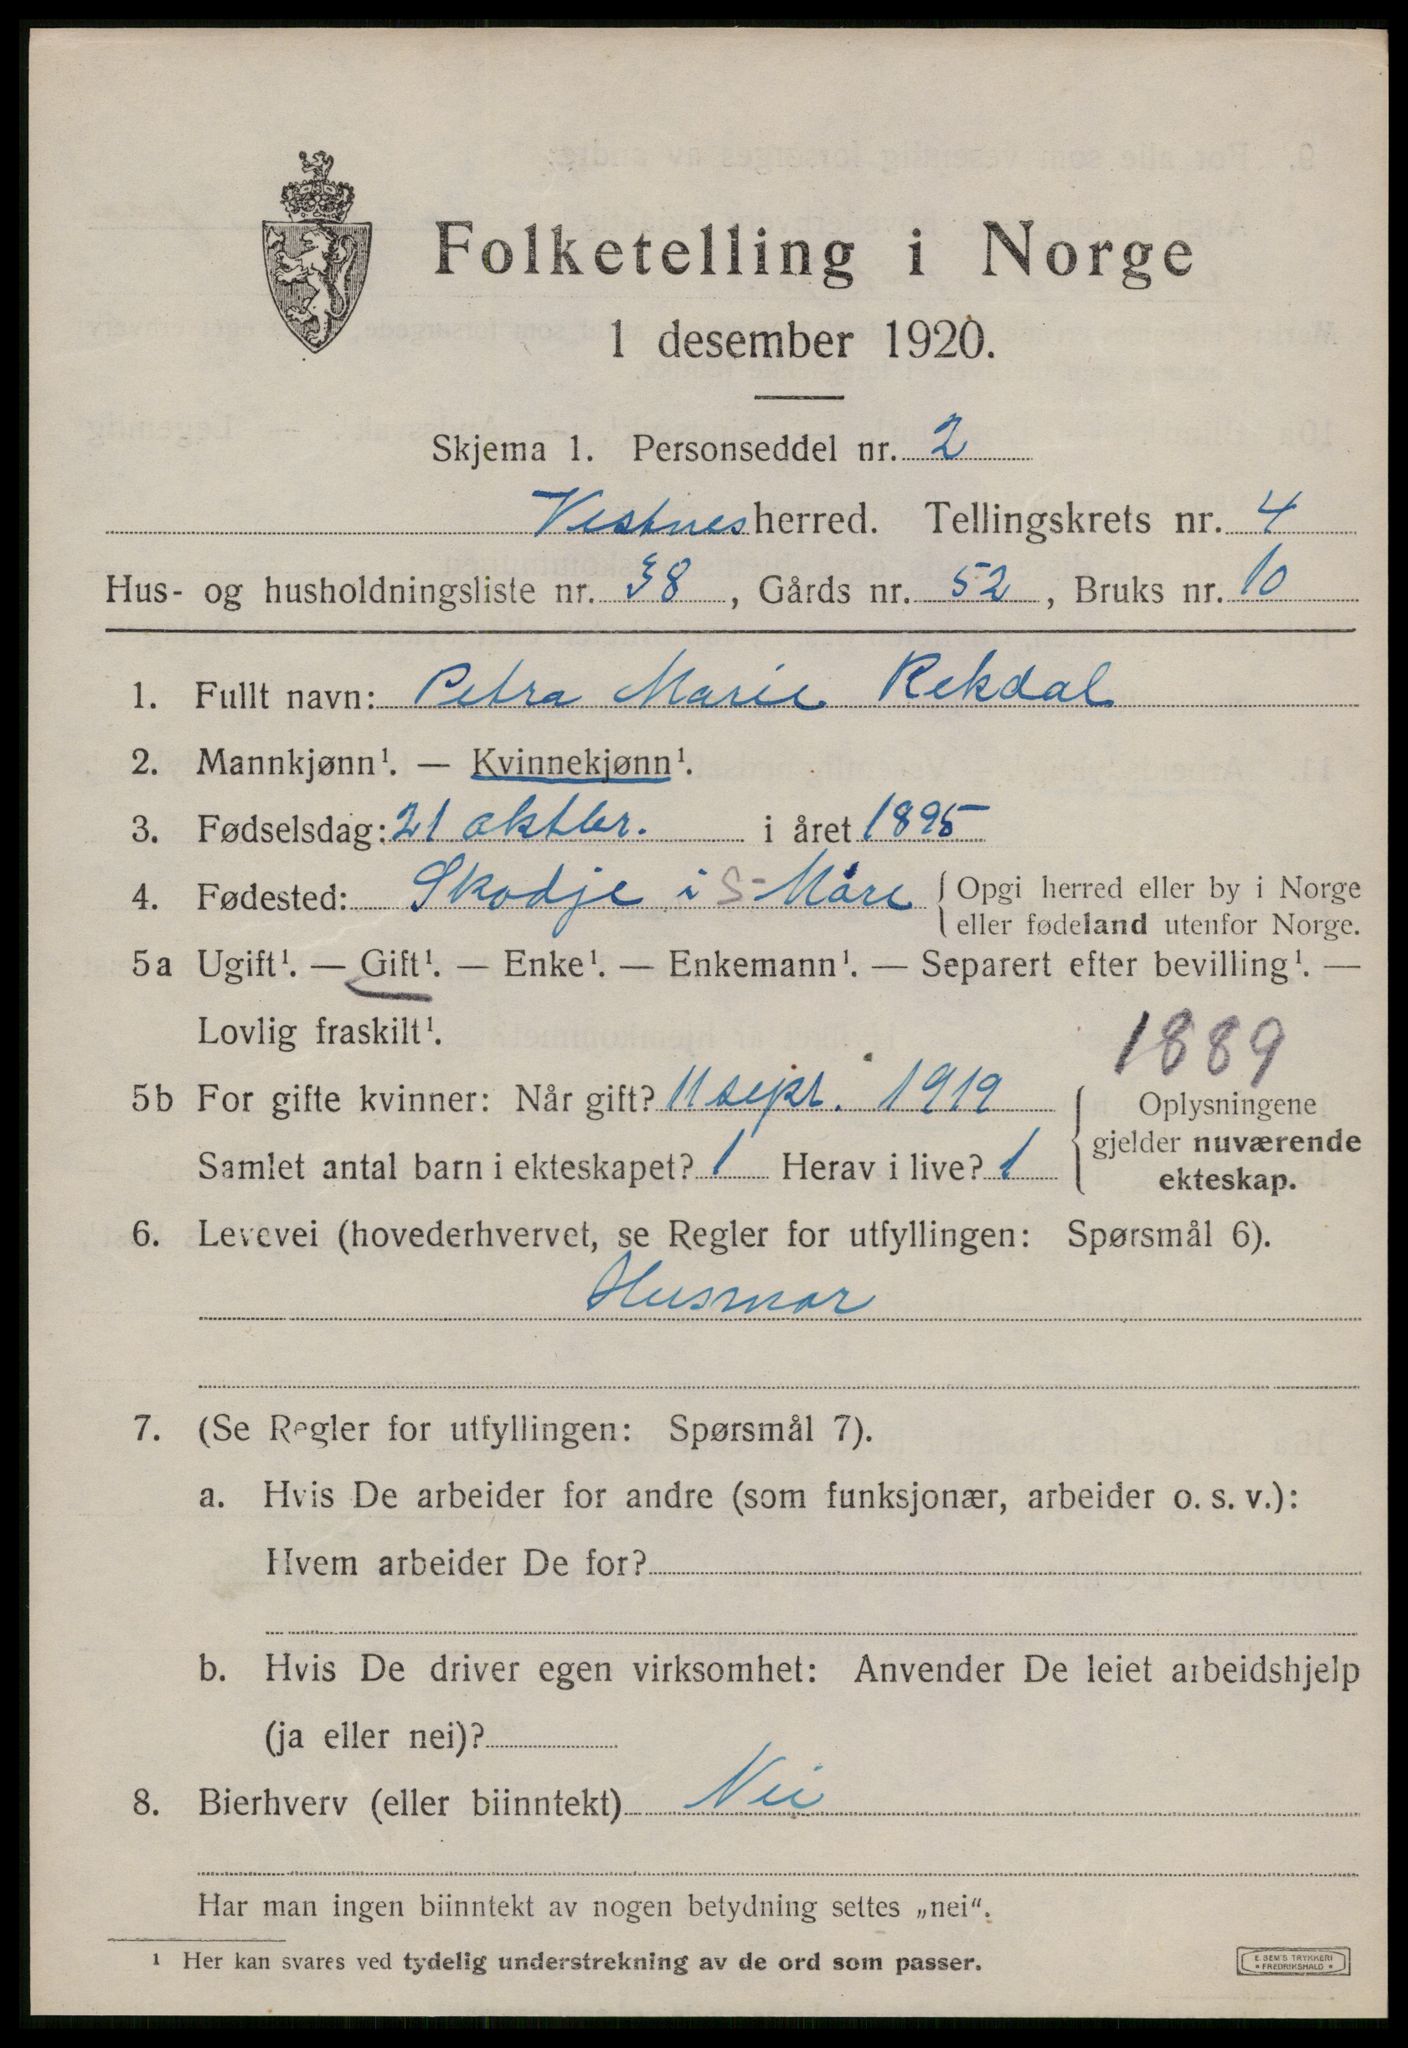 Folketelling i Norge
1 desember 1920.
Skjema 1. Personseddel nr. 2
Vestnes herred. Tellingskrets nr. 4
Hus- og husholdningsliste nr. 38, Gårds nr. 52, Bruks nr. 10
1. Fullt navn: Petra Marie Rekdal
2. Mannkjønn¹. — Kvinnekjønn¹.
3. Fødselsdag: 21 oktbr. i året 1895
4. Fødested: Skodje i S- Møre { Opgi herred eller by i Norge
eller fødeland utenfor Norge.
5a Ugift¹. — Gift¹. — Enke¹. — Enkemann¹. — Separert efter bevilling¹. —
Lovlig fraskilt¹.
1889
5b For gifte kvinner: Når gift? 11 sept. 1919 { Oplysningene
gjelder nuværende
Samlet antal barn i ekteskapet? 1 Herav i live? 1
ekteskap.
6. Levevei (hovederhvervet, se Regler for utfyllingen: Spørsmål 6).
Husmor
7. (Se Regler for utfyllingen: Spørsmål 7).
a. Hvis De arbeider for andre (som funksjonær, arbeider o. s. v.):
Hvem arbeider De for?
b. Hvis De driver egen virksomhet: Anvender De leiet arbeidshjelp
(ja eller nei)?
8. Bierhverv (eller biinntekt) Nei
Har man ingen biinntekt av nogen betydning settes „nei“.
¹ Her kan svares ved tydelig understrekning av de ord som passer.
E. SEM'S TRYKKERI
* FREDRIKSHALD *